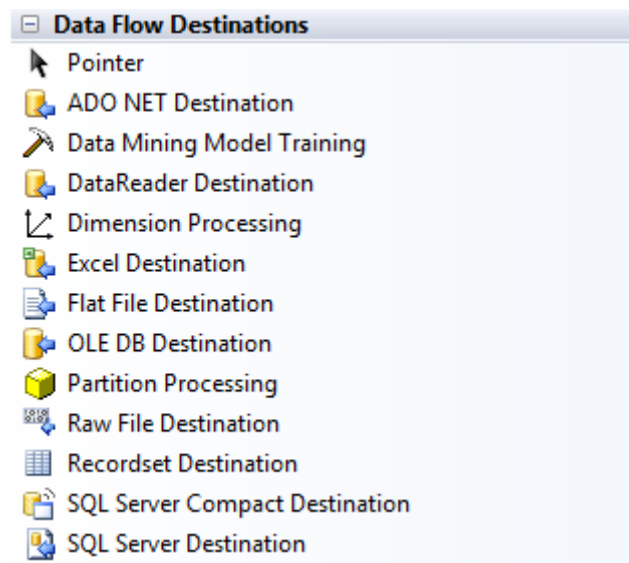 Data Flow Destinations
Pointer
ADO NET Destination
Data Mining Model Training
DataReader Destination
Dimension Processing
Excel Destination
Flat File Destination
OLE DB Destination
Partition Processing
Raw File Destination
Recordset Destination
SQL Server Compact Destination
SQL Server Destination